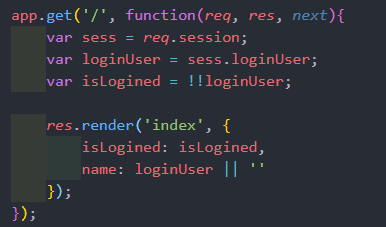 app.get('/', function(req, res, next){
    var sess = req.session;
    var loginUser = sess.loginUser;
    var isLogined = !!loginUser;

    res.render('index', {
        isLogined: isLogined,
        name: loginUser || ''
    });
});